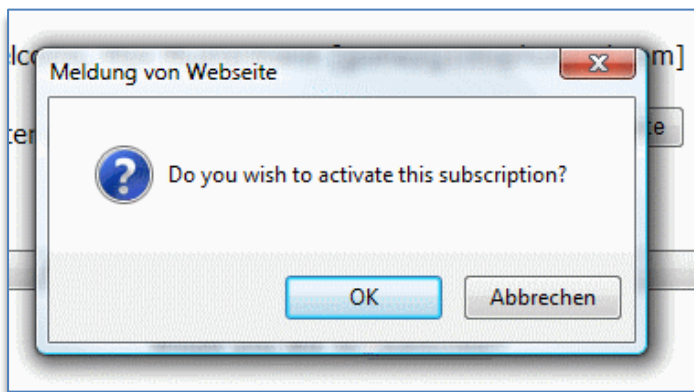 Meldung von Webseite
Do you wish to activate this subscription?
OK
Abbrechen